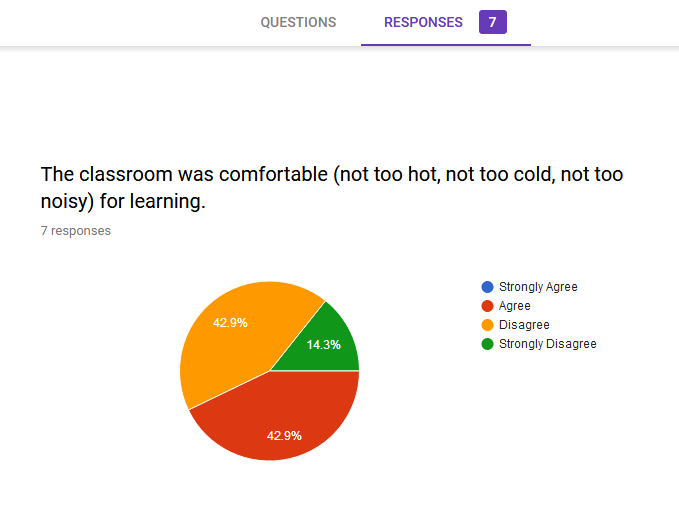 QUESTIONS RESPONSES 7
The classroom was comfortable (not too hot, not too cold, not too
noisy) for learning.
7 responses
Strongly Agree
Agree
Disagree
Strongly Disagree
42.9%
14.3%
42.9%